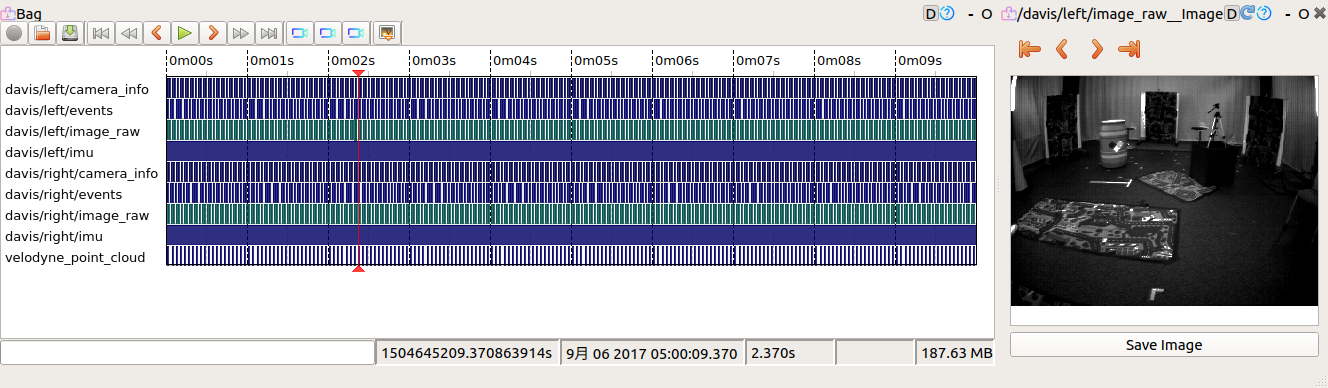 Bag
D - O
/davis/left/image_raw__Image D - O
0m00s 0m01s 0m02s 0m03s 0m04s 0m05s 0m06s 0m07s 0m08s 0m09s
davis/left/camera_info
davis/left/events
davis/left/image_raw
davis/left/imu
davis/right/camera_info
davis/right/events
davis/right/image_raw
davis/right/imu
velodyne_point_cloud
1504645209.370863914s 9月 06 2017 05:00:09.370 2.370s 187.63 MB
Save Image